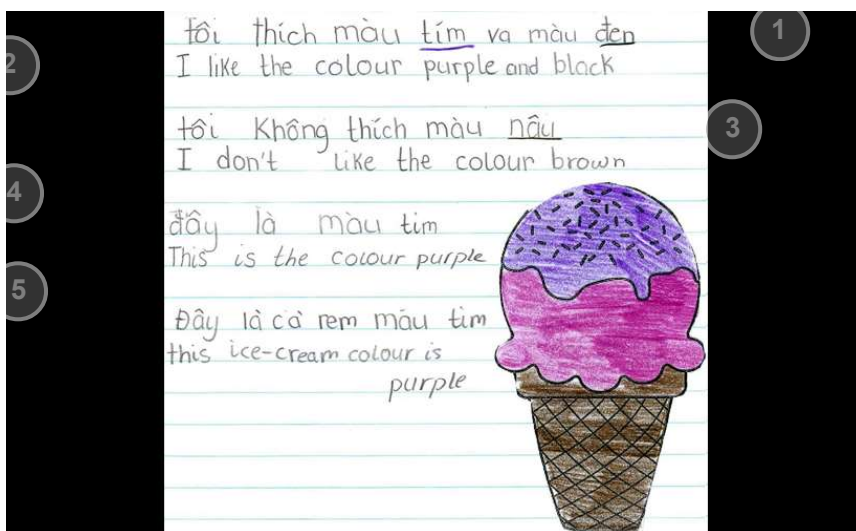 tôi thích màu tím va màu đen
I like the colour purple and black
tôi Không thích màu nâu
I don't like the colour brown
đây là màu tim
This is the colour purple
Đây là cà rem màu tìm
this ice-cream colour is
purple
1
2
3
4
5